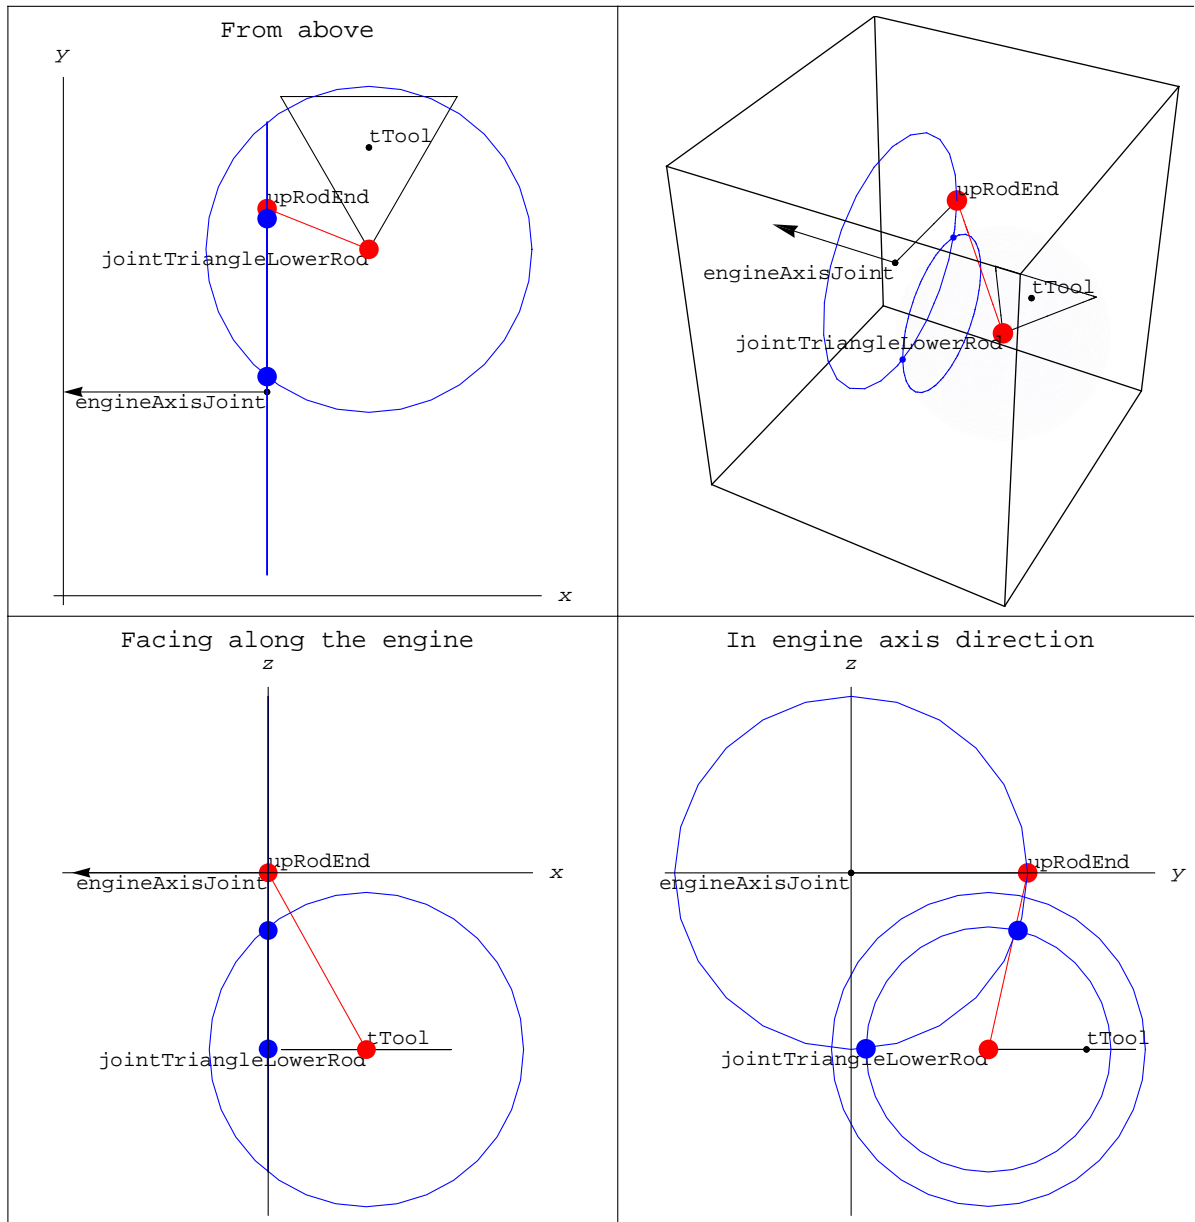 From above
y
tTool
upRodEnd
jointTriangleLowerRod
engineAxisJoint
x
upRodEnd
engineAxisJoint
tTool
jointTriangleLowerRod
Facing along the engine
z
upRodEnd
engineAxisJoint
x
tTool
jointTriangleLowerRod
In engine axis direction
z
upRodEnd
engineAxisJoint
y
tTool
jointTriangleLowerRod